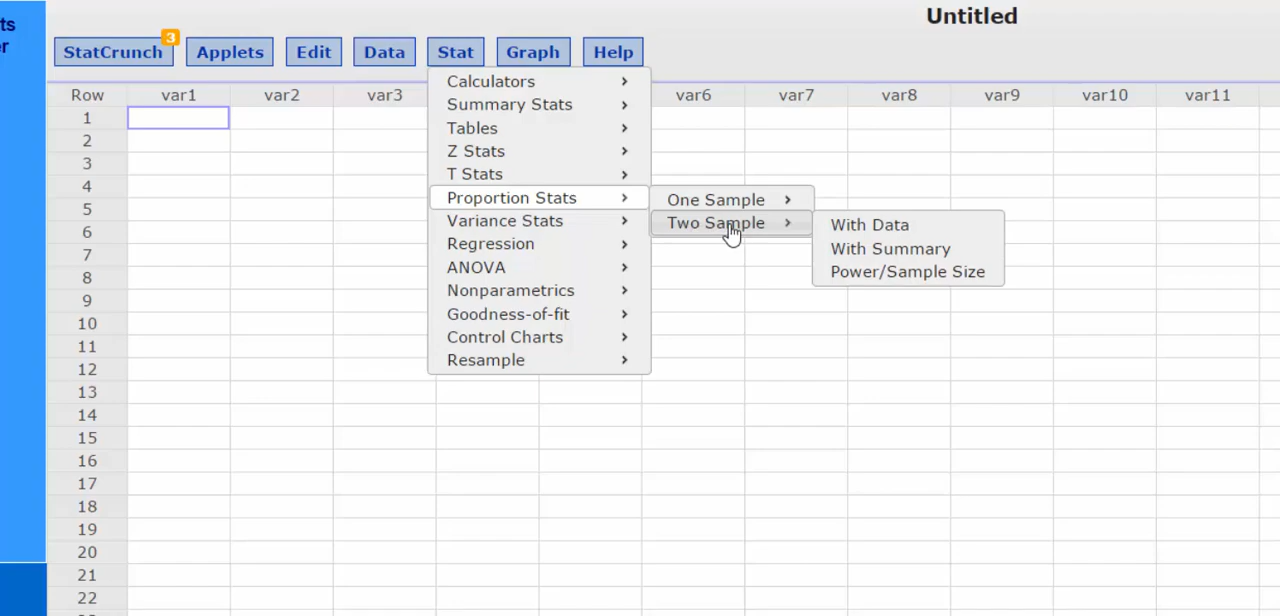 ts
er
Untitled
StatCrunch 3 Applets Edit Data Stat Graph Help
Row var1 var2 var3 var6 var7 var8 var9 var10 var11
Calculators
Summary Stats
Tables
Z Stats
T Stats
Proportion Stats
Variance Stats
Regression
ANOVA
Nonparametrics
Goodness-of-fit
Control Charts
Resample
One Sample
Two Sample
With Data
With Summary
Power/Sample Size
1
2
3
4
5
6
7
8
9
10
11
12
13
14
15
16
17
18
19
20
21
22